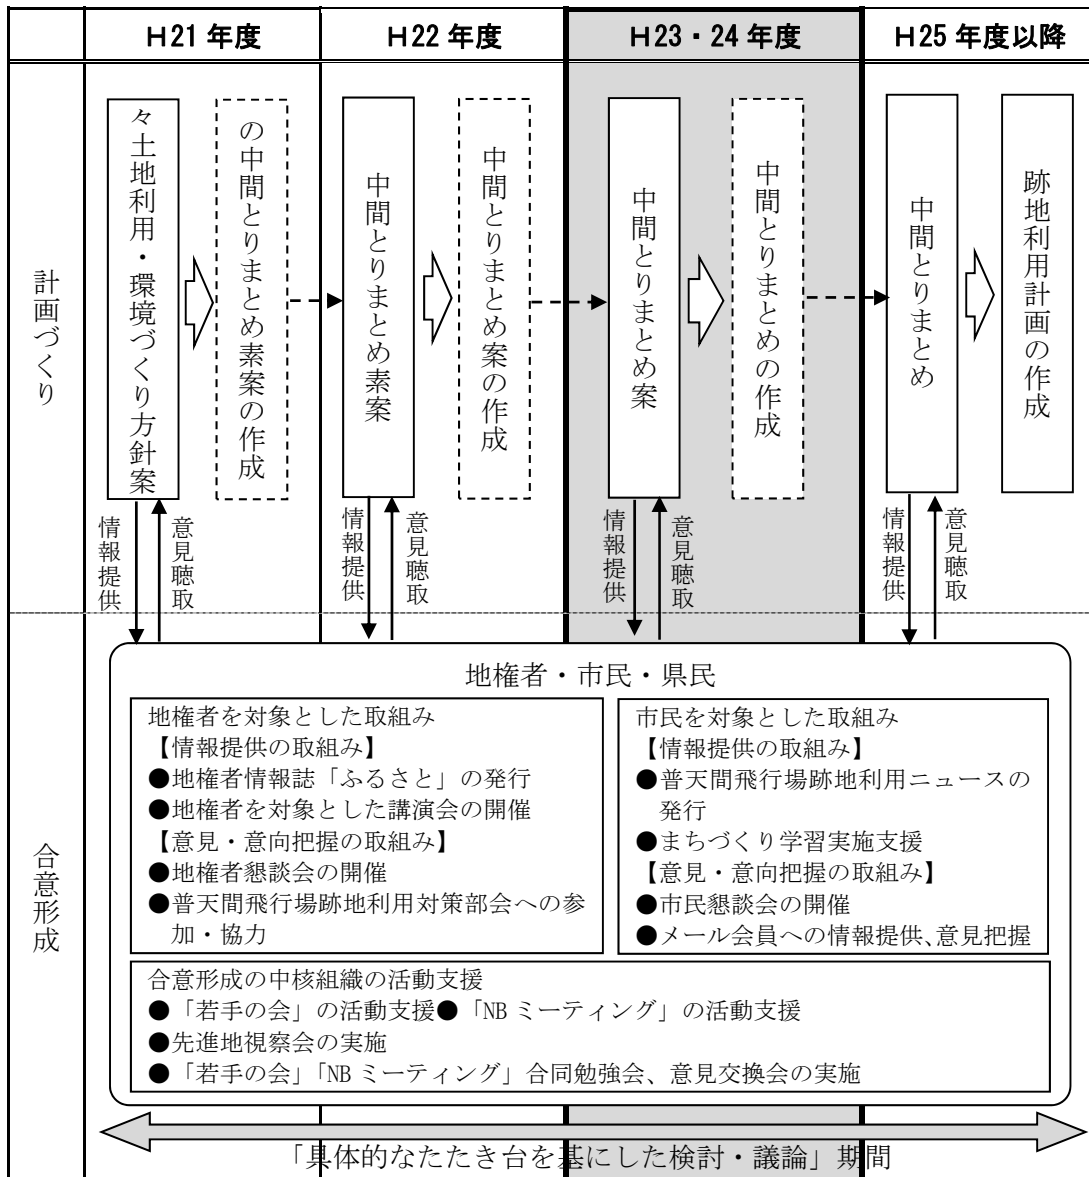 H21 年度
H22 年度
H23・24 年度
H25 年度以降
計画づくり
々土地利用・環境づくり方針案
の中間とりまとめ素案の作成
中間とりまとめ素案
中間とりまとめ案の作成
中間とりまとめ案
中間とりまとめの作成
中間とりまとめ
跡地利用計画の作成
情報提供
意見聴取
情報提供
意見聴取
情報提供
意見聴取
情報提供
意見聴取
合意形成
地権者・市民・県民
地権者を対象とした取組み
【情報提供の取組み】
●地権者情報誌「ふるさと」の発行
●地権者を対象とした講演会の開催
【意見・意向把握の取組み】
●地権者懇談会の開催
●普天間飛行場跡地利用対策部会への参
加・協力
市民を対象とした取組み
【情報提供の取組み】
●普天間飛行場跡地利用ニュースの
発行
●まちづくり学習実施支援
【意見・意向把握の取組み】
●市民懇談会の開催
●メール会員への情報提供、意見把握
合意形成の中核組織の活動支援
●「若手の会」の活動支援●「NB ミーティング」の活動支援
●先進地視察会の実施
●「若手の会」「NB ミーティング」合同勉強会、意見交換会の実施
「具体的なたたき台を基にした検討・議論」期間